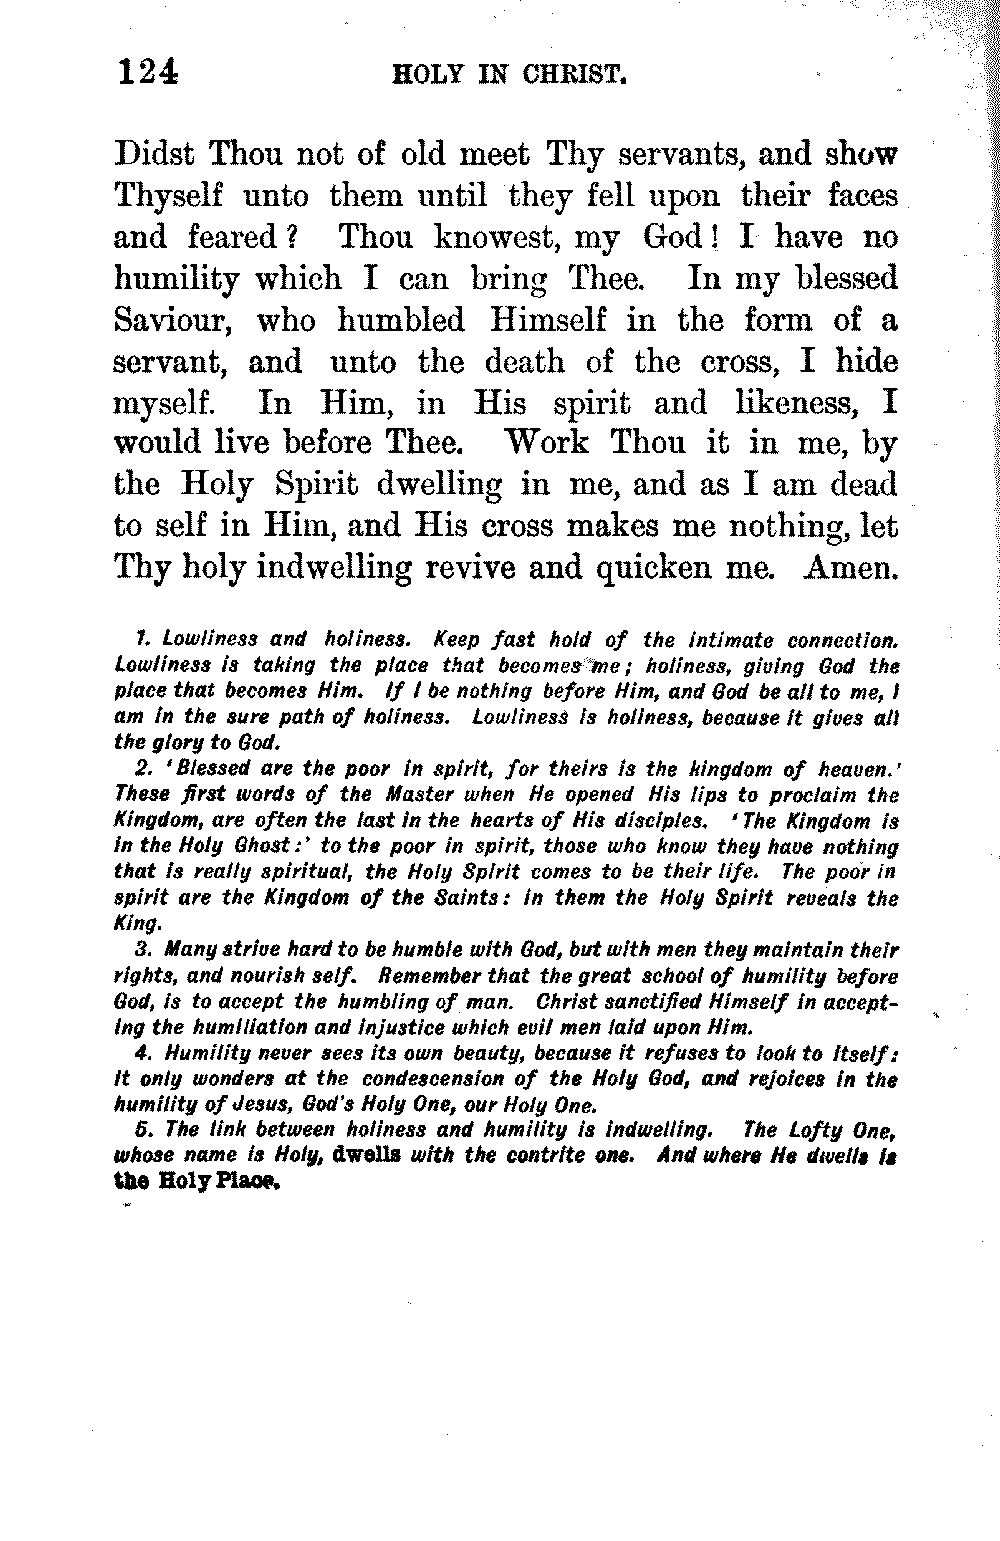 124 HOLY IN CHRIST.
Didst Thou not of old meet Thy servants, and show
Thyself unto them until they fell upon their faces
and feared? Thou knowest, my God! I have no
humility which I can bring Thee. In my blessed
Saviour, who humbled Himself in the form of a
servant, and unto the death of the cross, I hide
myself. In Him, in His spirit and likeness, I
would live before Thee. Work Thou it in me, by
the Holy Spirit dwelling in me, and as I am dead
to self in Him, and His cross makes me nothing, let
Thy holy indwelling revive and quicken me. Amen.
1. Lowliness and holiness. Keep fast hold of the intimate connection.
Lowliness is taking the place that becomes me; holiness, giving God the
place that becomes Him. If I be nothing before Him, and God be all to me, I
am in the sure path of holiness. Lowliness is holiness, because it gives all
the glory to God.
2. 'Blessed are the poor in spirit, for theirs is the kingdom of heaven.'
These first words of the Master when He opened His lips to proclaim the
Kingdom, are often the last in the hearts of His disciples. 'The Kingdom is
in the Holy Ghost:' to the poor in spirit, those who know they have nothing
that is really spiritual, the Holy Spirit comes to be their life. The poor in
spirit are the Kingdom of the Saints: in them the Holy Spirit reveals the
King.
3. Many strive hard to be humble with God, but with men they maintain their
rights, and nourish self. Remember that the great school of humility before
God, is to accept the humbling of man. Christ sanctified Himself in accept-
ing the humiliation and injustice which evil men laid upon Him.
4. Humility never sees its own beauty, because it refuses to look to itself:
it only wonders at the condescension of the Holy God, and rejoices in the
humility of Jesus, God's Holy One, our Holy One.
5. The link between holiness and humility is indwelling. The Lofty One,
whose name is Holy, dwells with the contrite one. And where He dwells is
the Holy Place.